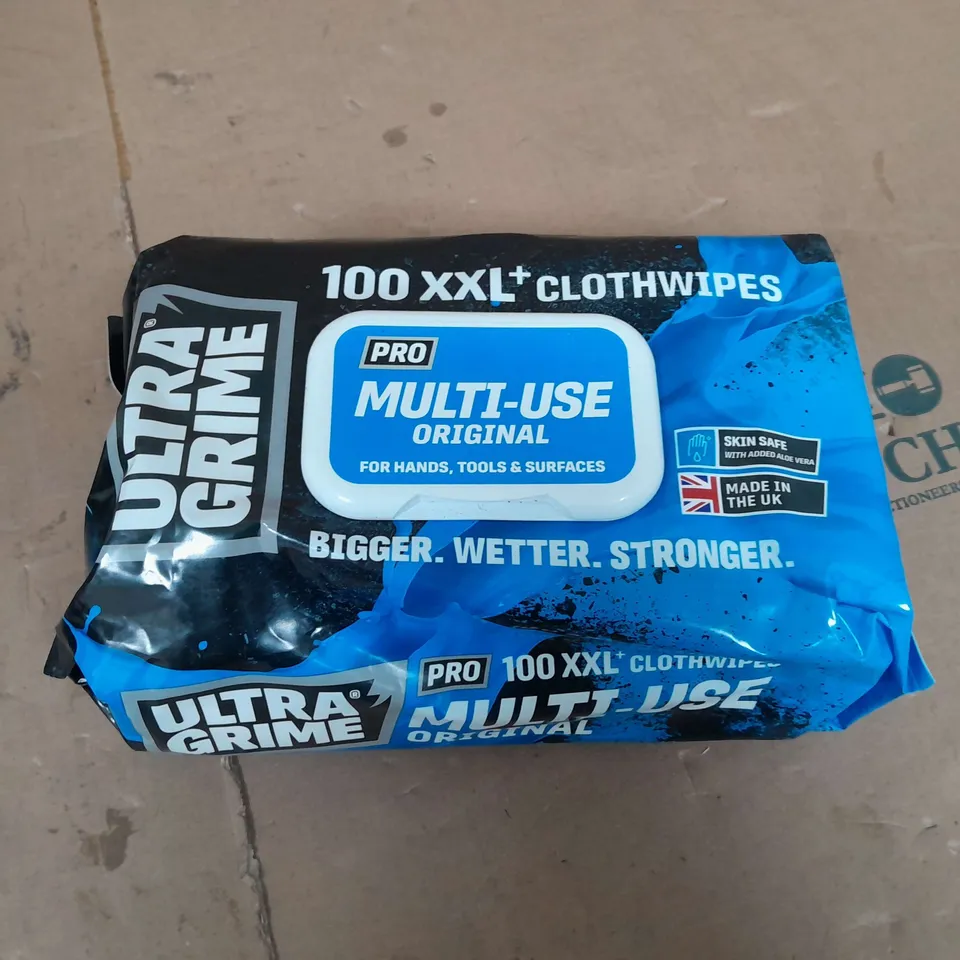 100 XXL+ CLOTHWIPES
ULTRA®
GRIME
PRO
MULTI-USE
ORIGINAL
FOR HANDS, TOOLS & SURFACES
SKIN SAFE
WITH ADDED ALOE VERA
MADE IN
THE UK
BIGGER. WETTER. STRONGER.
ULTRA®
GRIME
PRO 100 XXL+ CLOTHWIPES
MULTI-USE
ORIGINAL